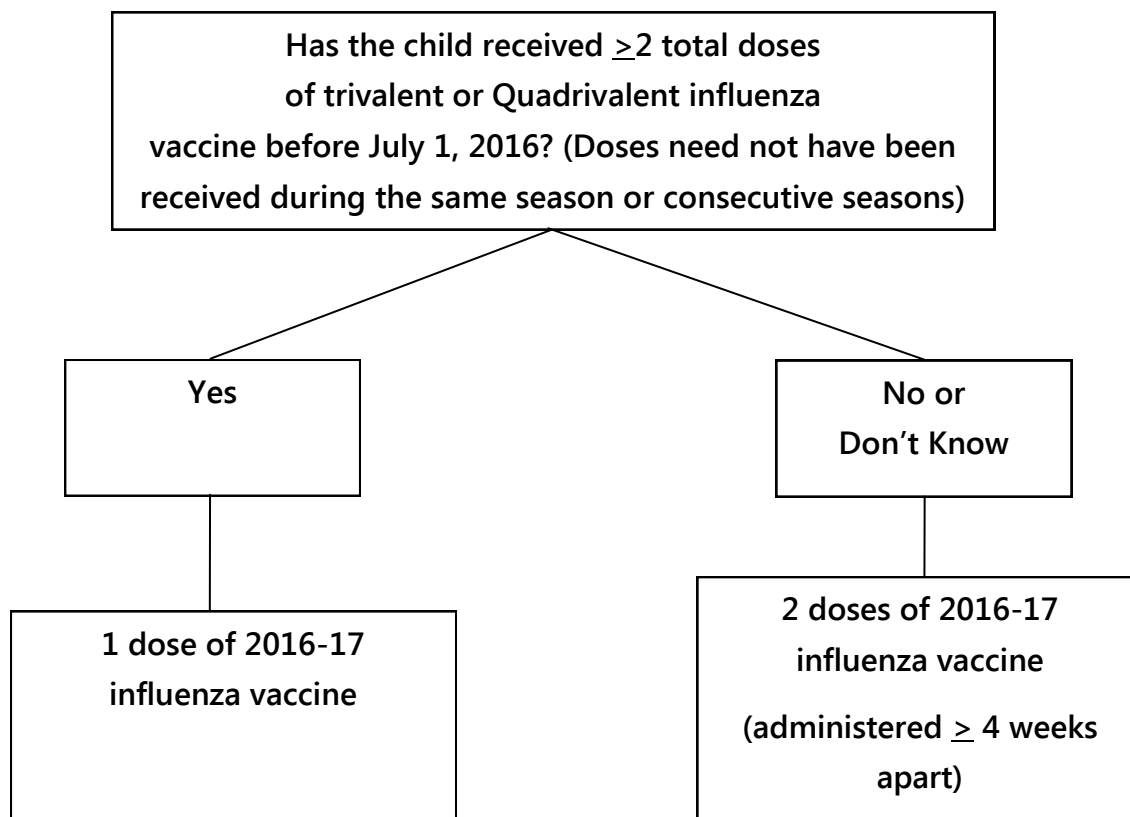 Has the child received ≥2 total doses
of trivalent or Quadrivalent influenza
vaccine before July 1, 2016? (Doses need not have been
received during the same season or consecutive seasons)
Yes
No or
Don’t Know
1 dose of 2016-17
influenza vaccine
2 doses of 2016-17
influenza vaccine
(administered ≥ 4 weeks
apart)